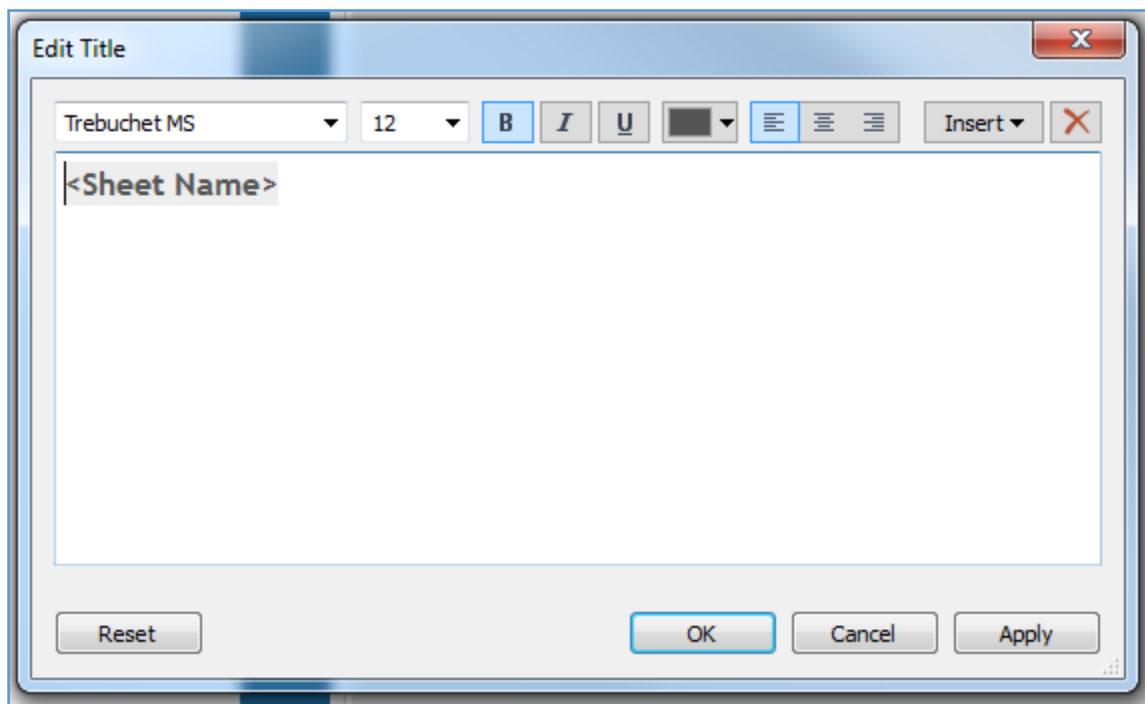 Edit Title
Trebuchet MS 12 B I U Insert
<Sheet Name>
Reset OK Cancel Apply